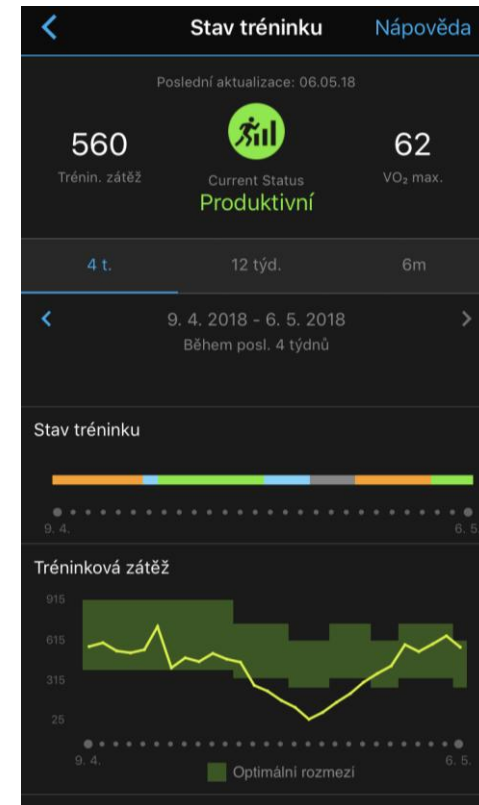 Stav tréninku
Nápověda
Poslední aktualizace: 06.05.18
560
Trénin. zátěž
Current Status
Produktivní
62
VO₂ max.
4 t.
12 týd.
6m
9. 4. 2018 - 6. 5. 2018
Během posl. 4 týdnů
Stav tréninku
9. 4.
6. 5
Tréninková zátěž
915
615
315
25
9. 4.
6. 5.
Optimální rozmezí